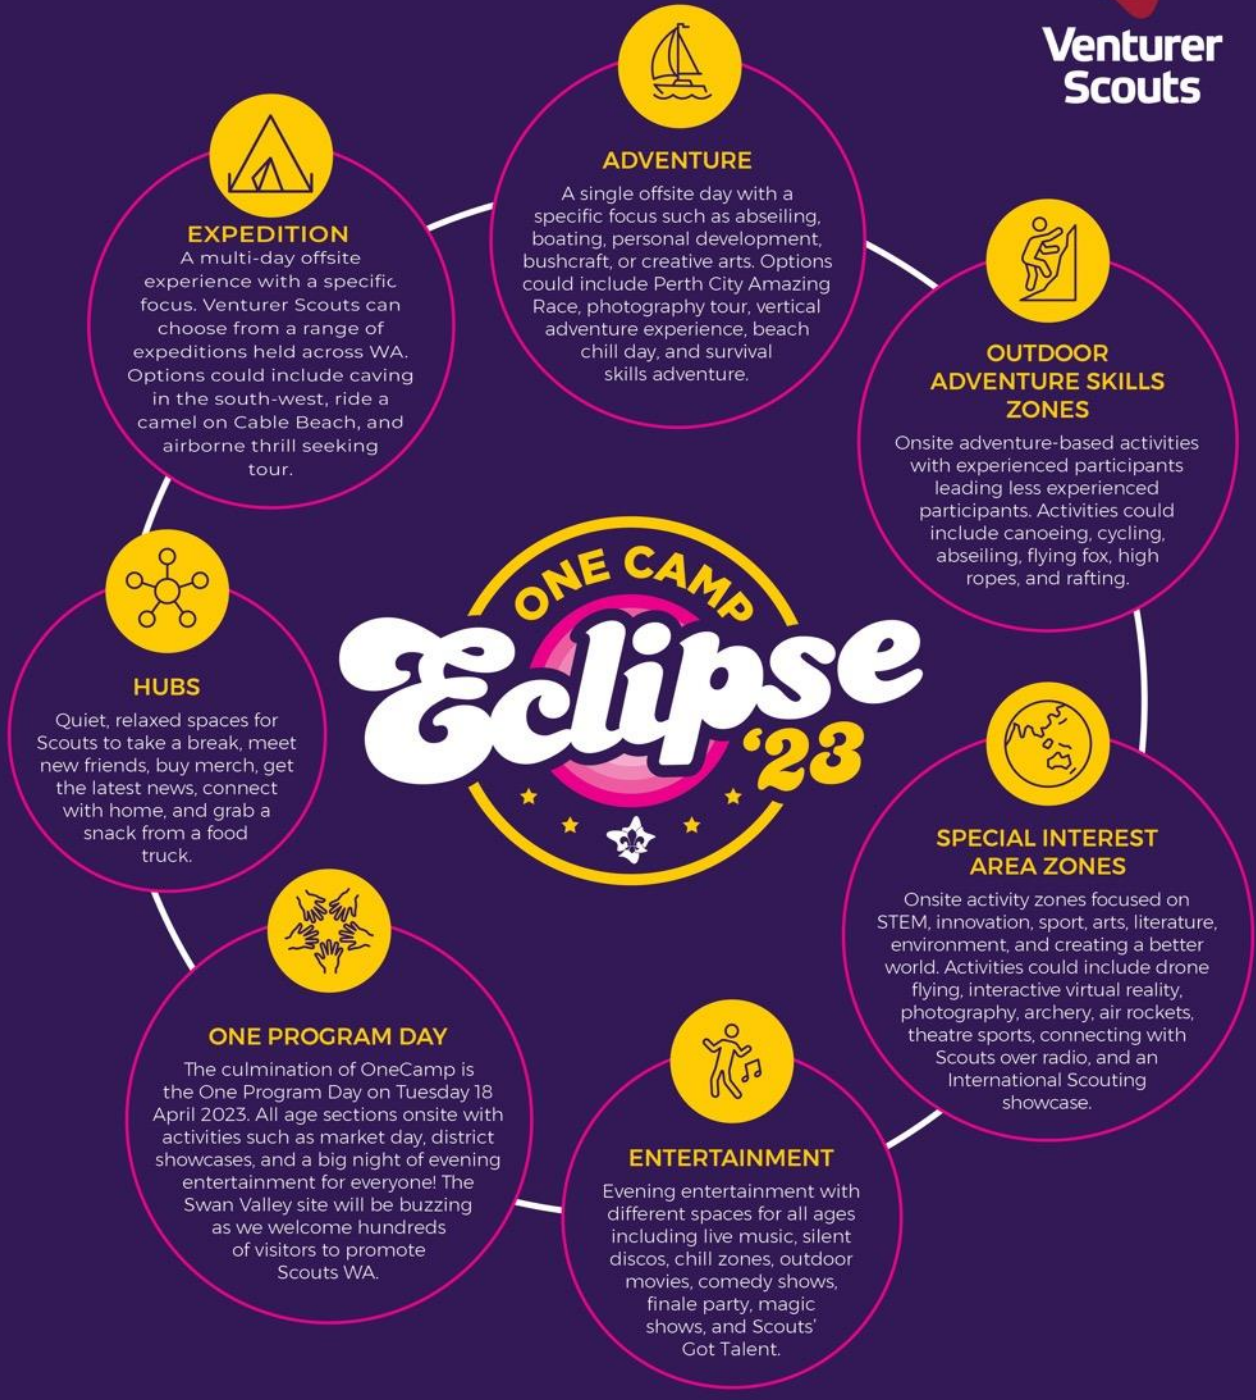 Venturer
Scouts
ADVENTURE
A single offsite day with a
specific focus such as abseiling,
boating, personal development,
bushcraft, or creative arts. Options
could include Perth City Amazing
Race, photography tour, vertical
adventure experience, beach
chill day, and survival
skills adventure.
EXPEDITION
A multi-day offsite
experience with a specific
focus. Venturer Scouts can
choose from a range of
expeditions held across WA.
Options could include caving
in the south-west, ride a
camel on Cable Beach, and
airborne thrill seeking
tour.
OUTDOOR
ADVENTURE SKILLS
ZONES
Onsite adventure-based activities
with experienced participants
leading less experienced
participants. Activities could
include canoeing, cycling,
abseiling, flying fox, high
ropes, and rafting.
ONE CAMP
Eclipse
'23
HUBS
Quiet, relaxed spaces for
Scouts to take a break, meet
new friends, buy merch, get
the latest news, connect
with home, and grab a
snack from a food
truck.
SPECIAL INTEREST
AREA ZONES
Onsite activity zones focused on
STEM, innovation, sport, arts, literature,
environment, and creating a better
world. Activities could include drone
flying, interactive virtual reality,
photography, archery, air rockets,
theatre sports, connecting with
Scouts over radio, and an
International Scouting
showcase.
ONE PROGRAM DAY
The culmination of OneCamp is
the One Program Day on Tuesday 18
April 2023. All age sections onsite with
activities such as market day, district
showcases, and a big night of evening
entertainment for everyone! The
Swan Valley site will be buzzing
as we welcome hundreds
of visitors to promote
Scouts WA.
ENTERTAINMENT
Evening entertainment with
different spaces for all ages
including live music, silent
discos, chill zones, outdoor
movies, comedy shows,
finale party, magic
shows, and Scouts'
Got Talent.